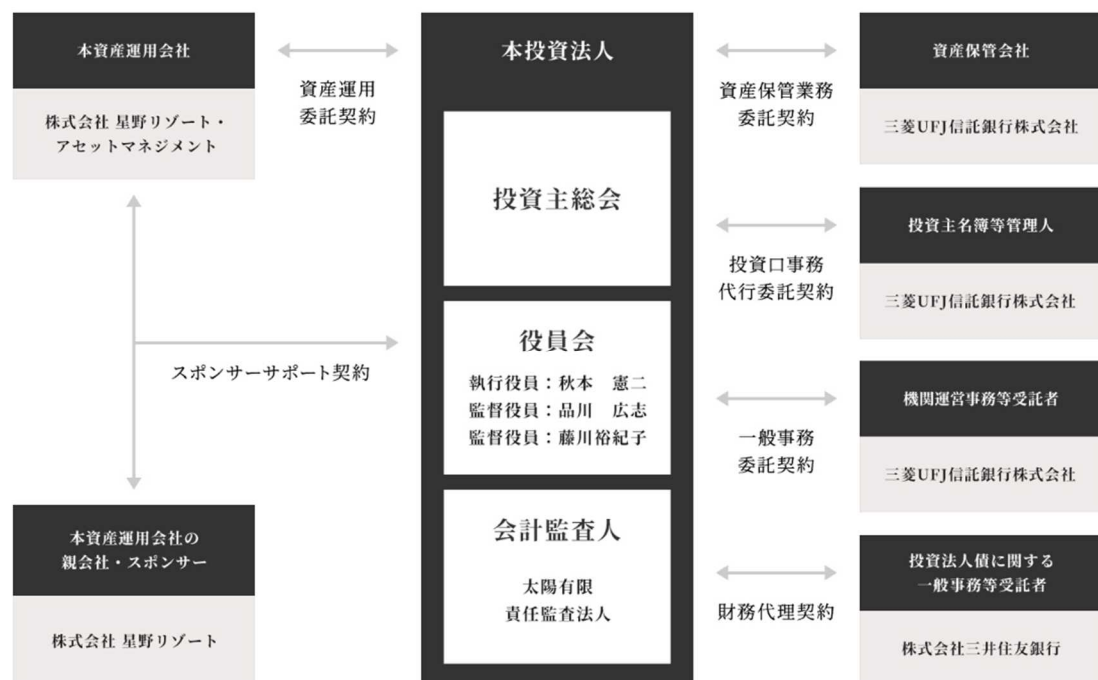 本資産運用会社
株式会社 星野リゾート・
アセットマネジメント
資産運用
委託契約
スポンサーサポート契約
本資産運用会社の
親会社・スポンサー
株式会社 星野リゾート
本投資法人
投資主総会
役員会
執行役員：秋本　憲二
監督役員：品川　広志
監督役員：藤川裕紀子
会計監査人
太陽有限
責任監査法人
資産保管業務
委託契約
資産保管会社
三菱UFJ信託銀行株式会社
投資口事務
代行委託契約
投資主名簿等管理人
三菱UFJ信託銀行株式会社
一般事務
委託契約
機関運営事務等受託者
三菱UFJ信託銀行株式会社
財務代理契約
投資法人債に関する
一般事務等受託者
株式会社三井住友銀行